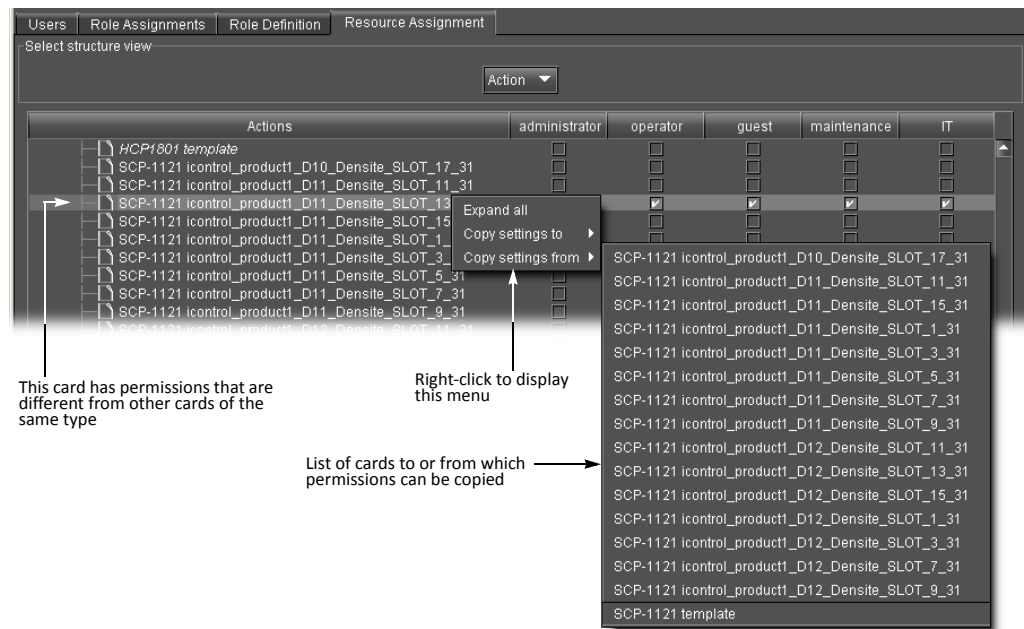 Users Role Assignments Role Definition Resource Assignment
Select structure view
Action
Actions administrator operator guest maintenance IT
HCP1801 template
SCP-1121 icontrol_product1_D10_Densite_SLOT_17_31
SCP-1121 icontrol_product1_D11_Densite_SLOT_11_31
SCP-1121 icontrol_product1_D11_Densite_SLOT_13
SCP-1121 icontrol_product1_D11_Densite_SLOT_15
SCP-1121 icontrol_product1_D11_Densite_SLOT_1_
SCP-1121 icontrol_product1_D11_Densite_SLOT_3_
SCP-1121 icontrol_product1_D11_Densite_SLOT_5_31
SCP-1121 icontrol_product1_D11_Densite_SLOT_7_31
SCP-1121 icontrol_product1_D11_Densite_SLOT_9_31
SCP-1121 icontrol_product1_D12_Densite_SLOT_11_31
Expand all
Copy settings to
Copy settings from
SCP-1121 icontrol_product1_D10_Densite_SLOT_17_31
SCP-1121 icontrol_product1_D11_Densite_SLOT_11_31
SCP-1121 icontrol_product1_D11_Densite_SLOT_15_31
SCP-1121 icontrol_product1_D11_Densite_SLOT_1_31
SCP-1121 icontrol_product1_D11_Densite_SLOT_3_31
SCP-1121 icontrol_product1_D11_Densite_SLOT_5_31
SCP-1121 icontrol_product1_D11_Densite_SLOT_7_31
SCP-1121 icontrol_product1_D11_Densite_SLOT_9_31
SCP-1121 icontrol_product1_D12_Densite_SLOT_11_31
SCP-1121 icontrol_product1_D12_Densite_SLOT_13_31
SCP-1121 icontrol_product1_D12_Densite_SLOT_15_31
SCP-1121 icontrol_product1_D12_Densite_SLOT_1_31
SCP-1121 icontrol_product1_D12_Densite_SLOT_3_31
SCP-1121 icontrol_product1_D12_Densite_SLOT_7_31
SCP-1121 icontrol_product1_D12_Densite_SLOT_9_31
SCP-1121 template
This card has permissions that are
different from other cards of the
same type
Right-click to display
this menu
List of cards to or from which
permissions can be copied